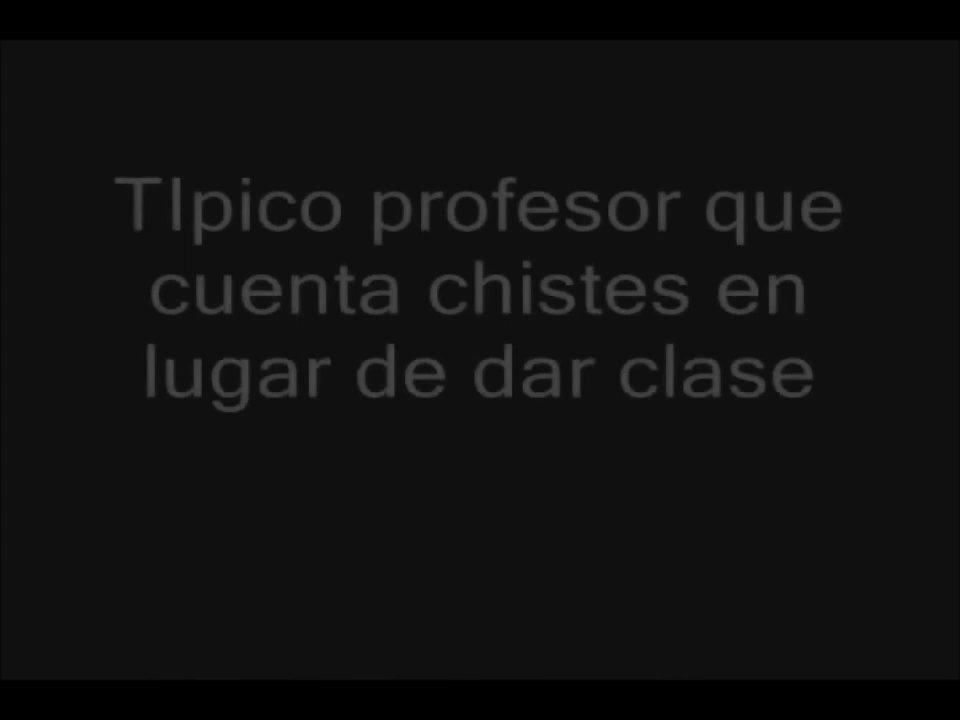 TIpico profesor que
cuenta chistes en
lugar de dar clase